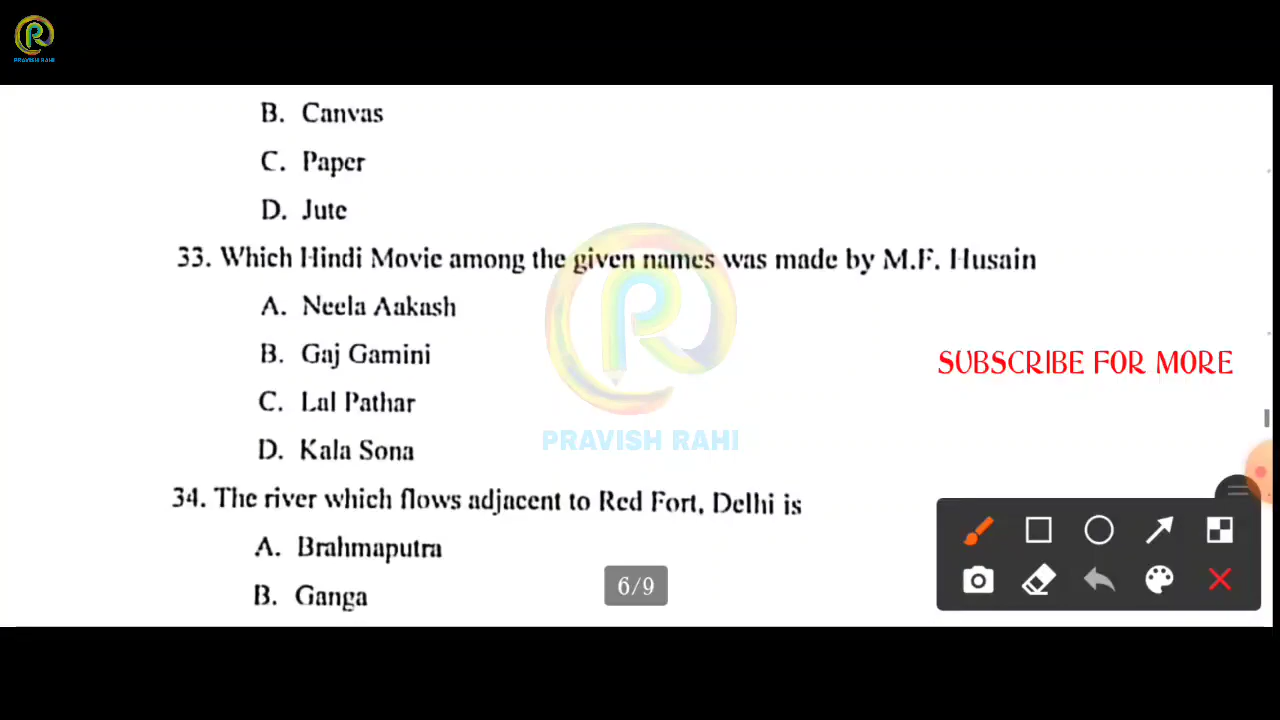 PRAVISH RAHI
B. Canvas
C. Paper
D. Jute
33. Which Hindi Movie among the given names was made by M.F. Husain
A. Neela Aakash
B. Gaj Gamini
SUBSCRIBE FOR MORE
C. Lal Pathar
PRAVISH RAHI
D. Kala Sona
34. The river which flows adjacent to Red Fort, Delhi is
A. Brahmaputra
B. Ganga
6/9